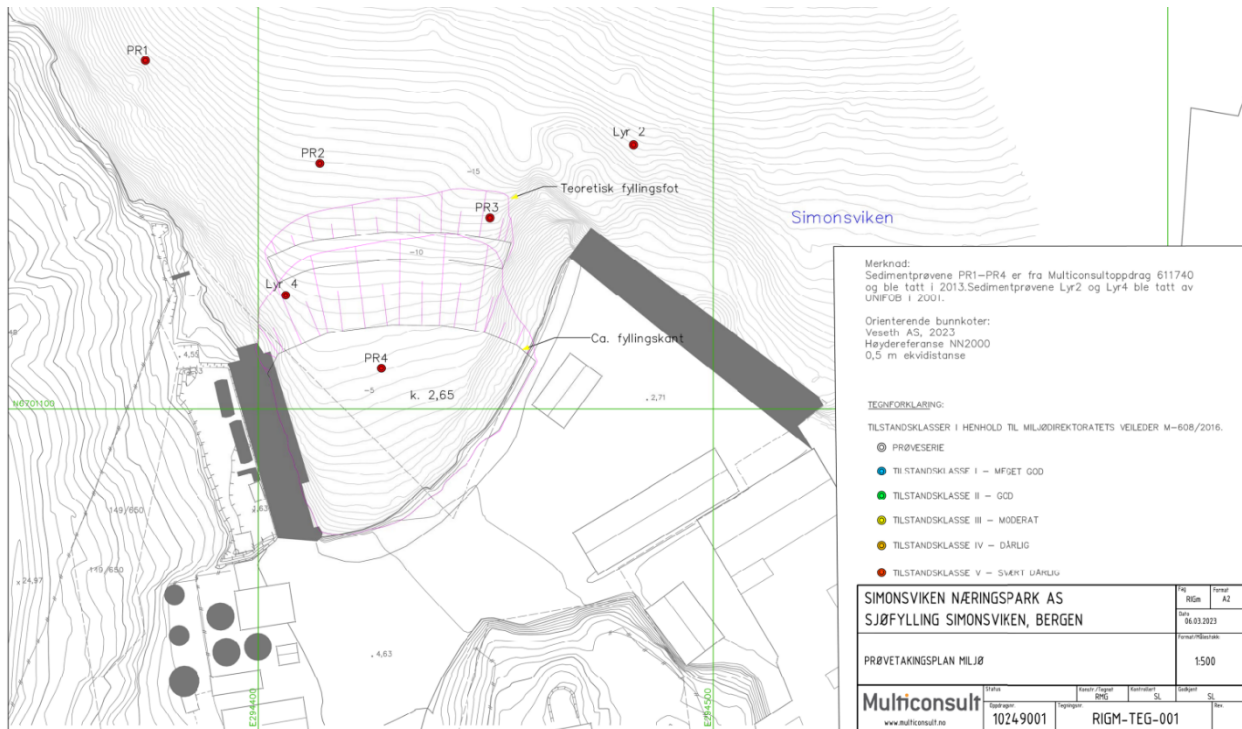 PR1
Lyr 2
PR2
-15
Teoretisk fyllingsfot
PR3
Simonsviken
-10
Lyr 4
Ca. fyllingskant
PR4
-5
k. 2,65
2,71
4,55
N6701100
149/650
149/650
2,63
24,97
4,63
E294400
E294500
Merknad:
Sedimentprøvene PR1-PR4 er fra Multiconsultoppdrag 611740
og ble tatt i 2013.Sedimentprøvene Lyr2 og Lyr4 ble tatt av
UNIFOB i 2001.
Orienterende bunnkoter:
Veseth AS, 2023
Høydereferanse NN2000
0,5 m ekvidistanse
TEGNFORKLARING:
TILSTANDSKLASSER I HENHOLD TIL MILJØDIREKTORATETS VEILEDER M-608/2016.
PRØVESERIE
TILSTANDSKLASSE I - MEGET GOD
TILSTANDSKLASSE II - GOD
TILSTANDSKLASSE III - MODERAT
TILSTANDSKLASSE IV - DÅRLIG
TILSTANDSKLASSE V - SVÆRT DÅRLIG
SIMONSVIKEN NÆRINGSPARK AS
SJØFYLLING SIMONSVIKEN, BERGEN
Fag
RIGm
Format
A2
Dato
06.03.2023
PRØVETAKINGSPLAN MILJØ
Format/Målestokk:
1:500
Multiconsult
www.multiconsult.no
Status
Konstr./Tegnet
RMG
Kontrollert
SL
Godkjent
SL
Oppdragsnr.
10249001
Tegningsnr.
RIGM-TEG-001
Rev.